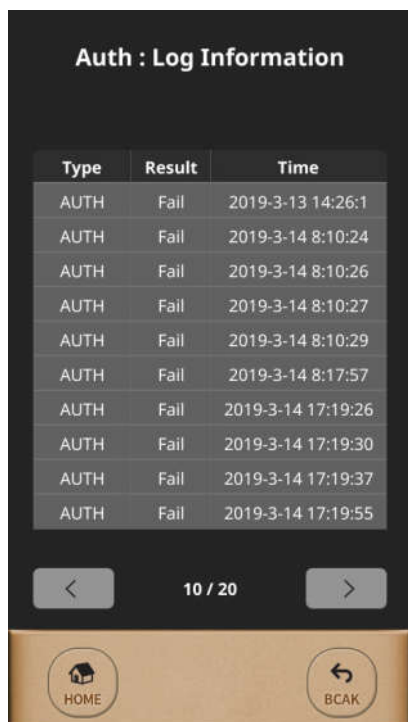 Auth : Log Information
Type Result Time
AUTH Fail 2019-3-13 14:26:1
AUTH Fail 2019-3-14 8:10:24
AUTH Fail 2019-3-14 8:10:26
AUTH Fail 2019-3-14 8:10:27
AUTH Fail 2019-3-14 8:10:29
AUTH Fail 2019-3-14 8:17:57
AUTH Fail 2019-3-14 17:19:26
AUTH Fail 2019-3-14 17:19:30
AUTH Fail 2019-3-14 17:19:37
AUTH Fail 2019-3-14 17:19:55
< 10 / 20 >
HOME BCAK